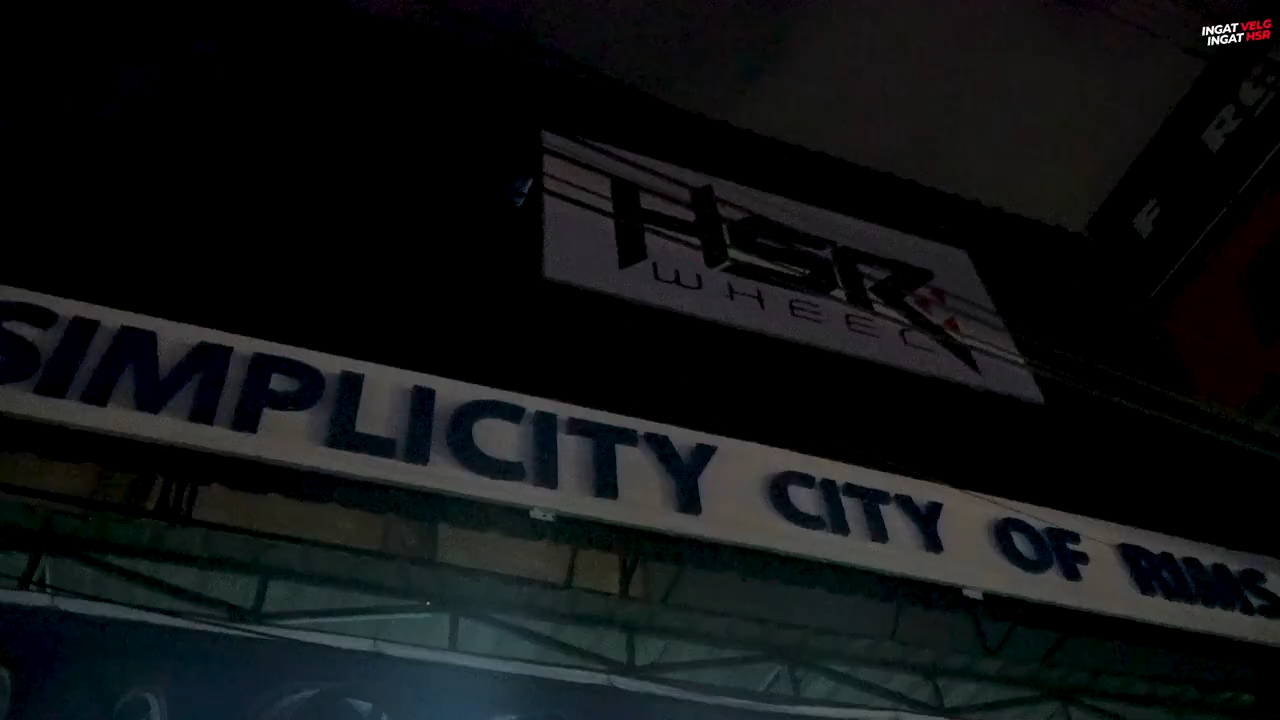 INGAT VELG
INGAT HSR
HSR
WHEEL
SIMPLICITY CITY OF RIMS